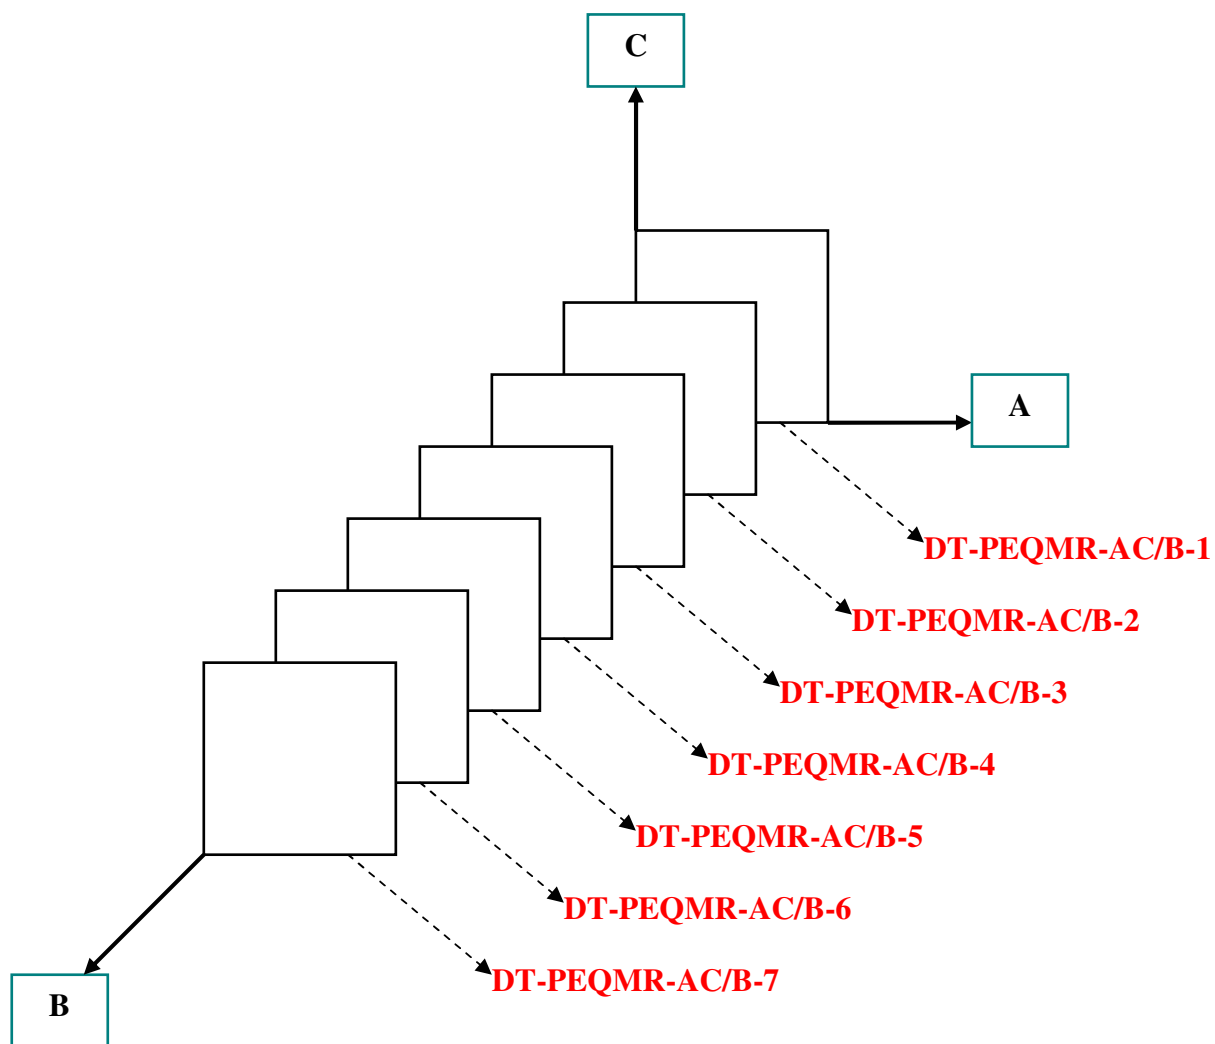 C
A
DT-PEQMR-AC/B-1
DT-PEQMR-AC/B-2
DT-PEQMR-AC/B-3
DT-PEQMR-AC/B-4
DT-PEQMR-AC/B-5
DT-PEQMR-AC/B-6
DT-PEQMR-AC/B-7
B